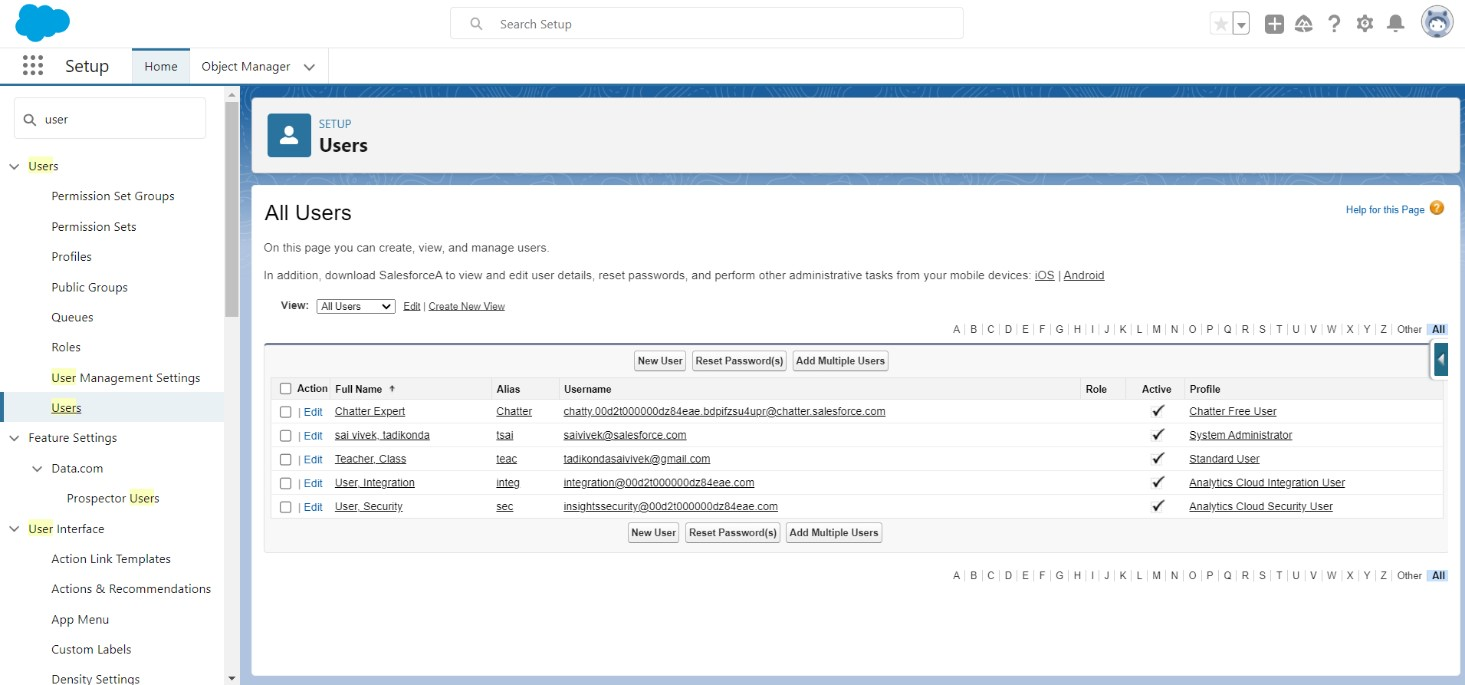 Search Setup
Setup
Home
Object Manager
user
Users
Permission Set Groups
Permission Sets
Profiles
Public Groups
Queues
Roles
User Management Settings
Users
Feature Settings
Data.com
Prospector Users
User Interface
Action Link Templates
Actions & Recommendations
App Menu
Custom Labels
Density Settings
SETUP
Users
All Users
Help for this Page ?
On this page you can create, view, and manage users.
In addition, download SalesforceA to view and edit user details, reset passwords, and perform other administrative tasks from your mobile devices: iOS | Android
View: All Users Edit | Create New View
A | B | C | D | E | F | G | H | I | J | K | L | M | N | O | P | Q | R | S | T | U | V | W | X | Y | Z | Other All
New User Reset Password(s) Add Multiple Users
Action Full Name ↑ Alias Username Role Active Profile
| Edit Chatter Expert Chatter chatty.00d2t000000dz84eae.bdpifzsu4upr@chatter.salesforce.com ✓ Chatter Free User
| Edit sai vivek, tadikonda tsai saivivek@salesforce.com ✓ System Administrator
| Edit Teacher, Class teac tadikondasaivivek@gmail.com ✓ Standard User
| Edit User, Integration integ integration@00d2t000000dz84eae.com ✓ Analytics Cloud Integration User
| Edit User, Security sec insightssecurity@00d2t000000dz84eae.com ✓ Analytics Cloud Security User
New User Reset Password(s) Add Multiple Users
A | B | C | D | E | F | G | H | I | J | K | L | M | N | O | P | Q | R | S | T | U | V | W | X | Y | Z | Other All